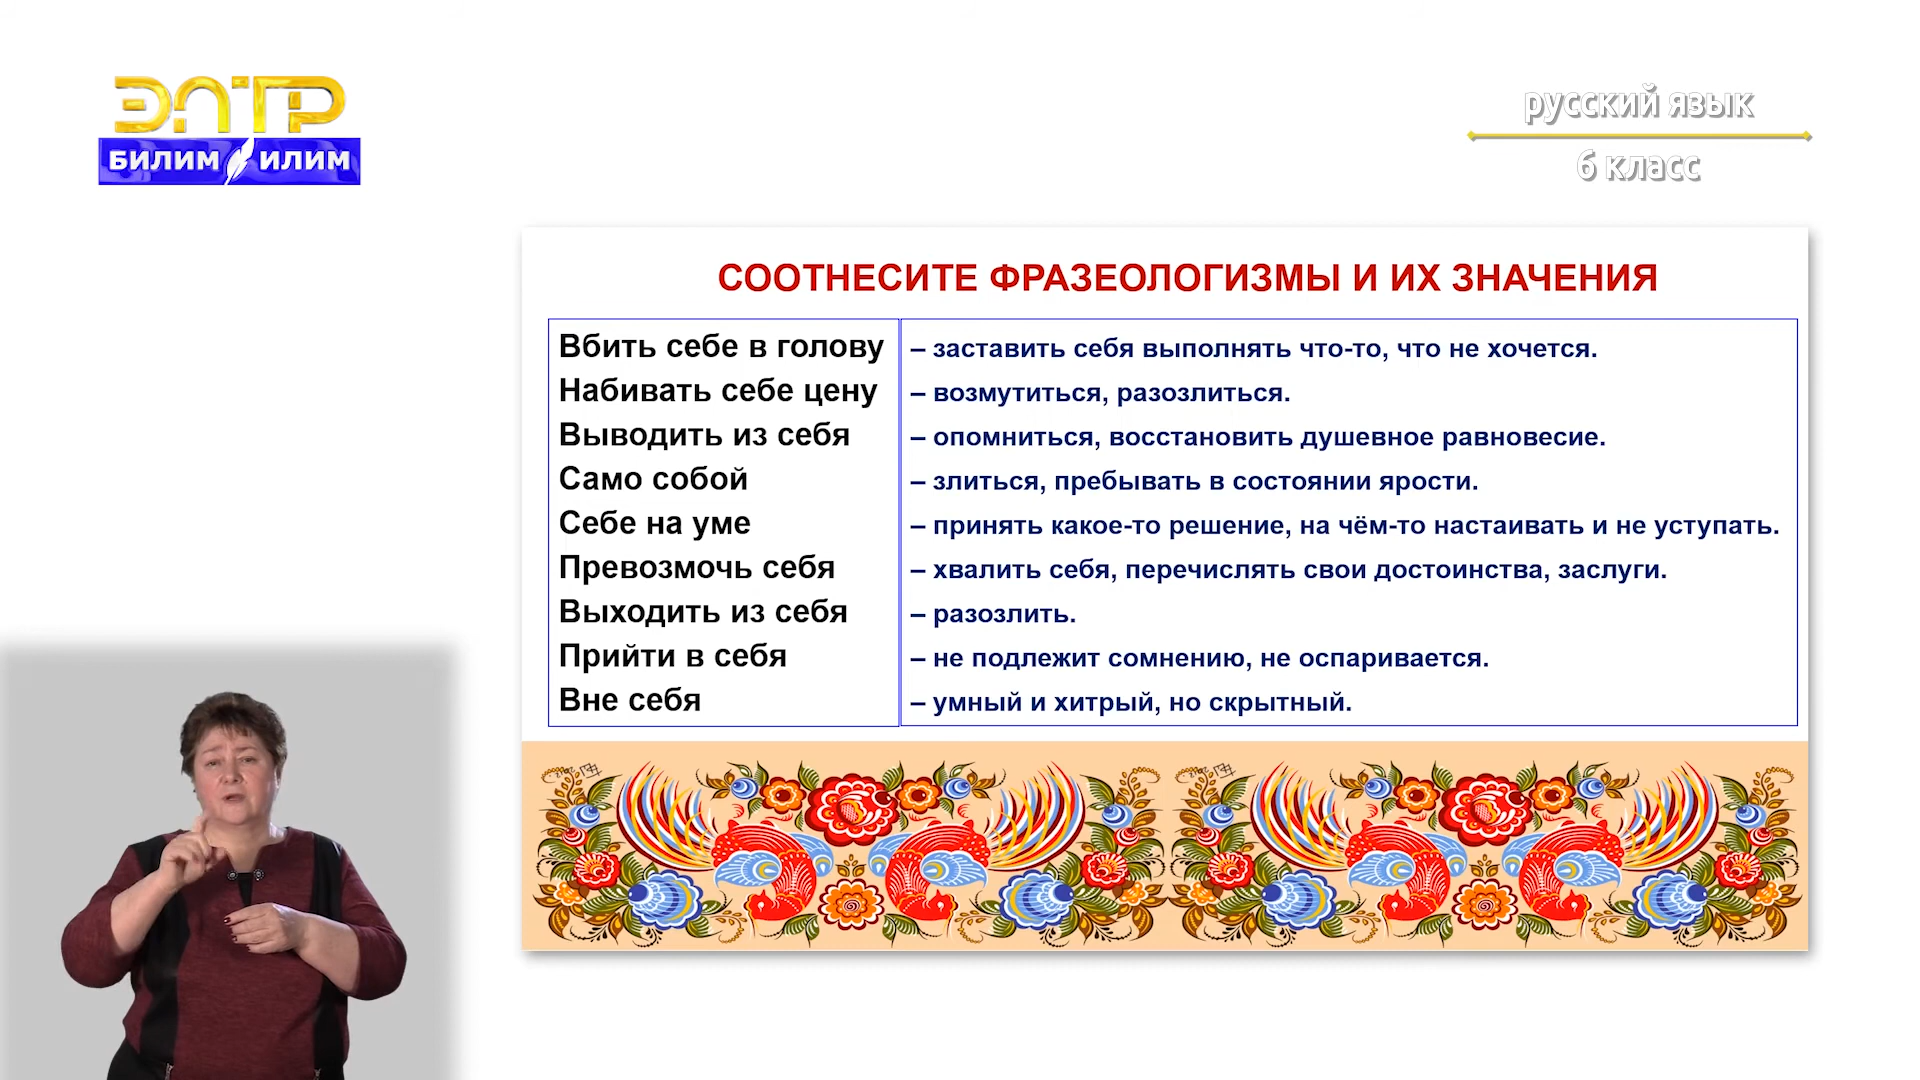 ЭЛТР
БИЛИМ ИЛИМ
русский язык
6 класс
СООТНЕСИТЕ ФРАЗЕОЛОГИЗМЫ И ИХ ЗНАЧЕНИЯ
Вбить себе в голову
Набивать себе цену
Выводить из себя
Само собой
Себе на уме
Превозмочь себя
Выходить из себя
Прийти в себя
Вне себя
– заставить себя выполнять что-то, что не хочется.
– возмутиться, разозлиться.
– опомниться, восстановить душевное равновесие.
– злиться, пребывать в состоянии ярости.
– принять какое-то решение, на чём-то настаивать и не уступать.
– хвалить себя, перечислять свои достоинства, заслуги.
– разозлить.
– не подлежит сомнению, не оспаривается.
– умный и хитрый, но скрытный.